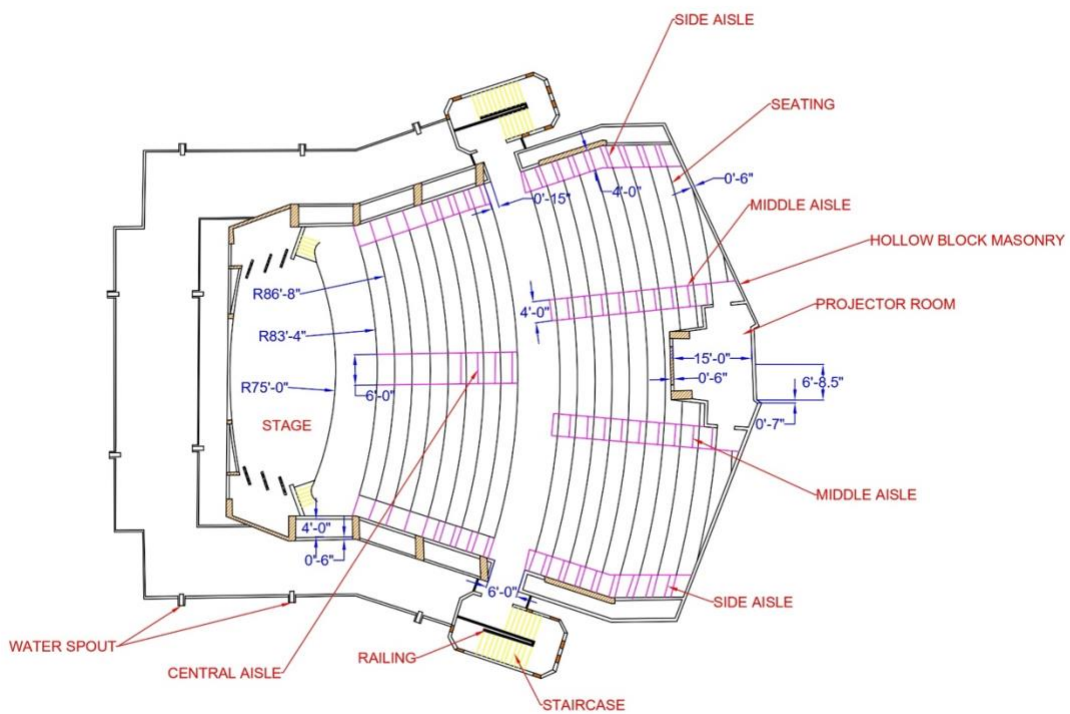 SIDE AISLE
SEATING
0'-6"
4'-0"
0'-15"
MIDDLE AISLE
HOLLOW BLOCK MASONRY
R86'-8"
PROJECTOR ROOM
4'-0"
R83'-4"
15'-0"
0'-6"
6'-8.5"
R75'-0"
6'-0"
0'-7"
STAGE
MIDDLE AISLE
4'-0"
0'-6"
6'-0"
SIDE AISLE
WATER SPOUT
RAILING
CENTRAL AISLE
STAIRCASE